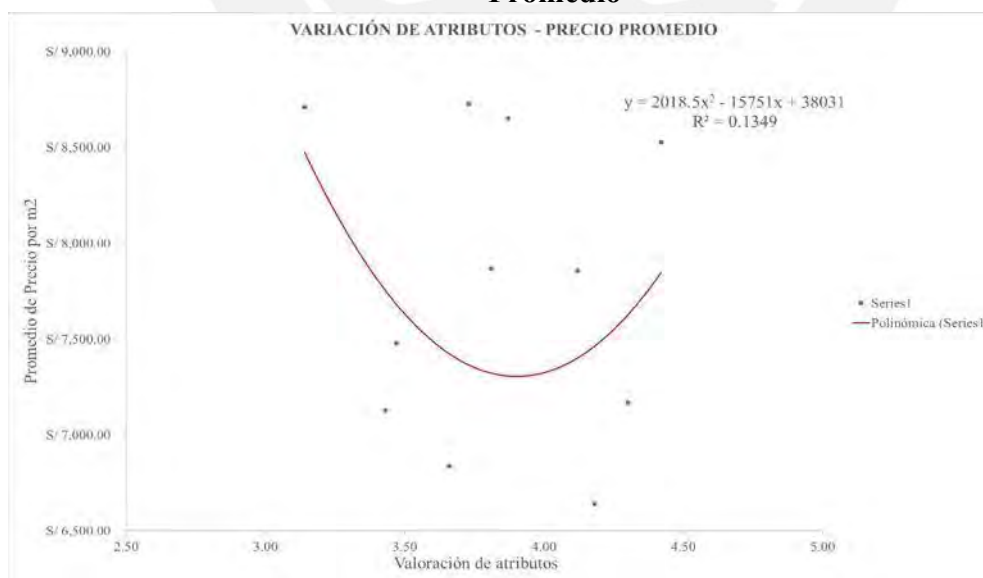 Promedio
VARIACIÓN DE ATRIBUTOS - PRECIO PROMEDIO
S/ 9,000.00
y = 2018.5x² - 15751x + 38031
R² = 0.1349
S/ 8,500.00
S/ 8,000.00
Promedio de Precio por m2
Series1
Polinómica (Series1
S/ 7,500.00
S/ 7,000.00
S/ 6,500.00
2.50 3.00 3.50 4.00 4.50 5.00
Valoración de atributos